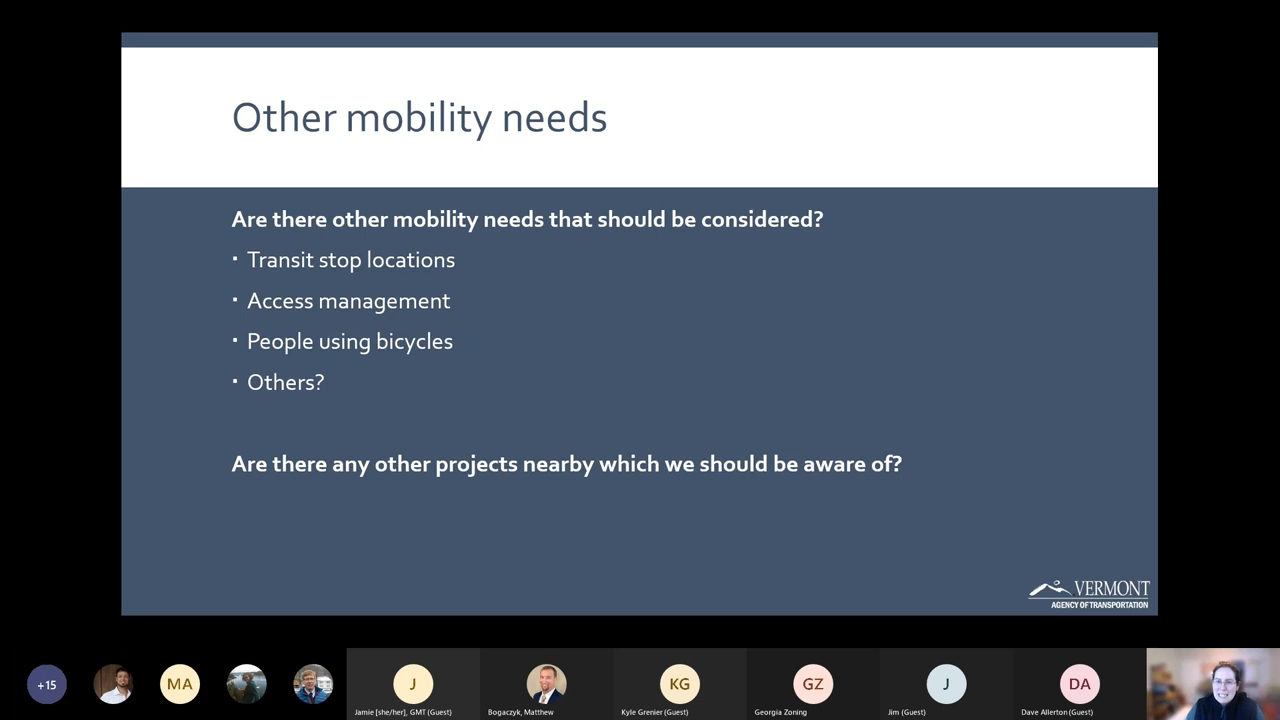 Other mobility needs
Are there other mobility needs that should be considered?
▪ Transit stop locations
▪ Access management
▪ People using bicycles
▪ Others?
Are there any other projects nearby which we should be aware of?
VERMONT
AGENCY OF TRANSPORTATION
+15
MA
J
KG
GZ
J
DA
Jamie [she/her], GMT (Guest)
Bogaczyk, Matthew
Kyle Grenier (Guest)
Georgia Zoning
Jim (Guest)
Dave Allerton (Guest)